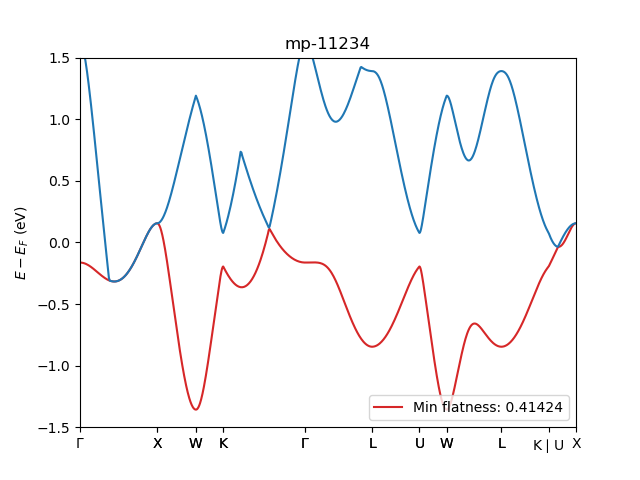 mp-11234
E − E_F (eV)
1.5
1.0
0.5
0.0
−0.5
−1.0
−1.5
Min flatness: 0.41424
Γ X W K Γ L U W L K | U X